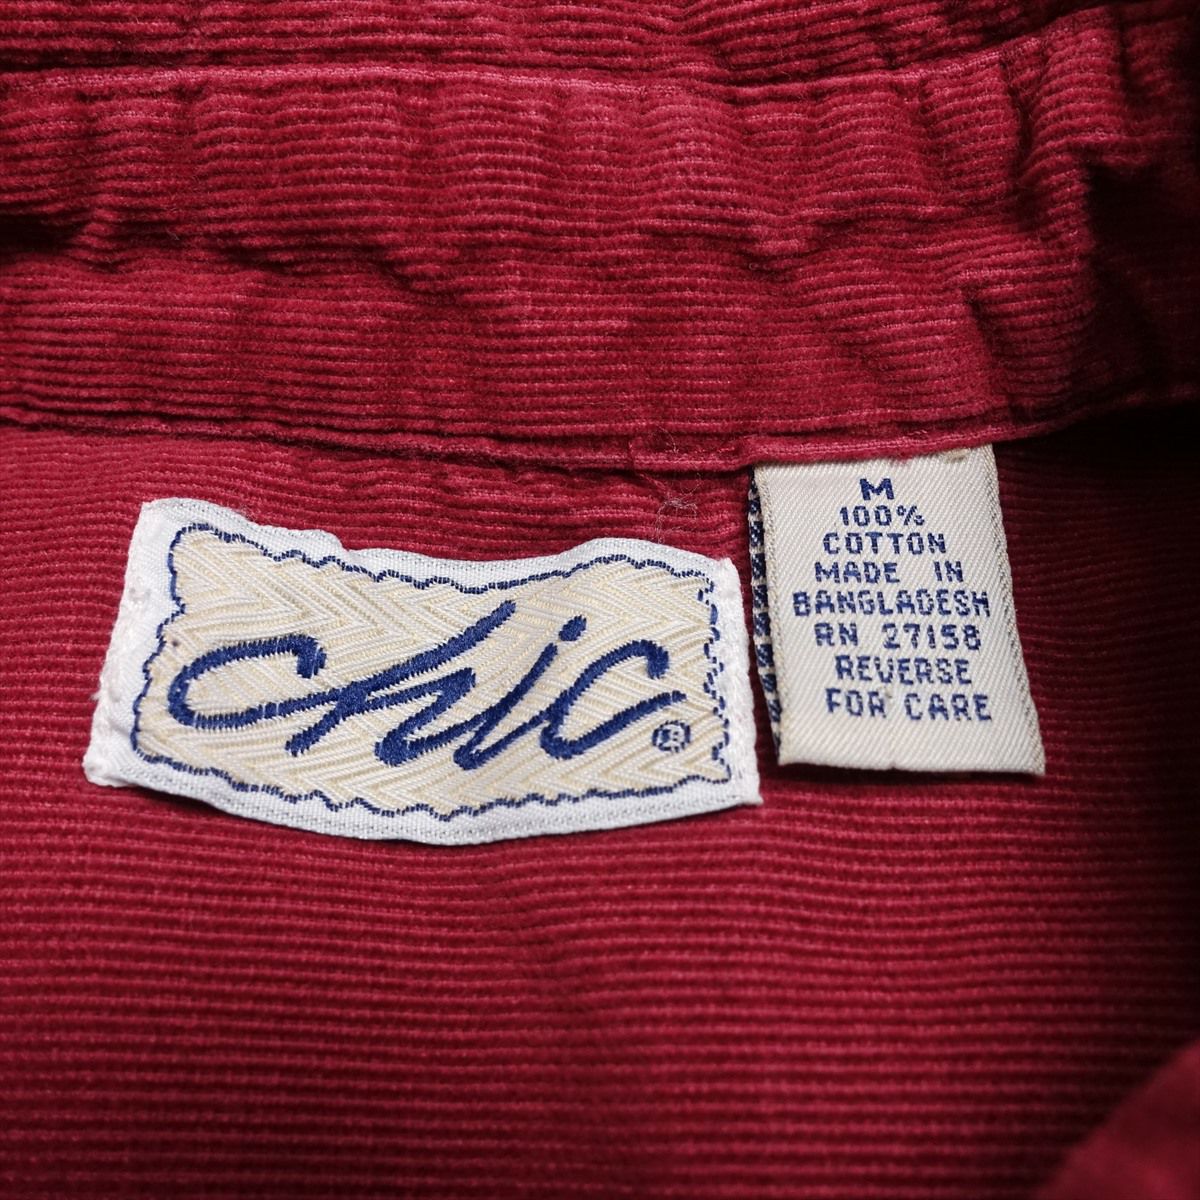 chic ®
M
100%
COTTON
MADE IN
BANGLADESH
RN 27158
REVERSE
FOR CARE